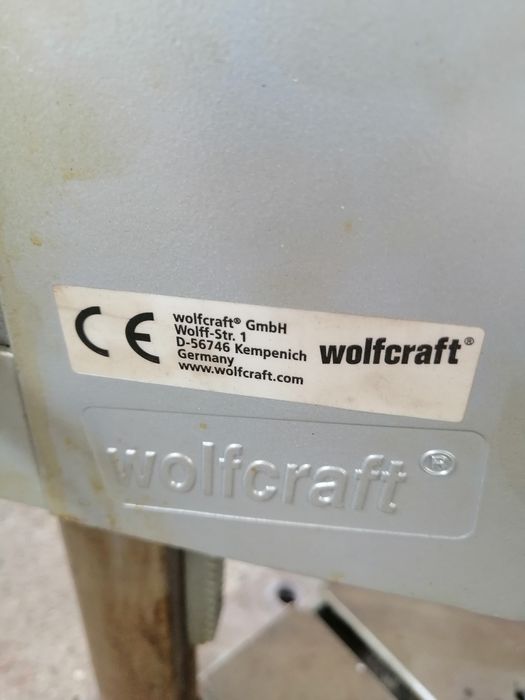 CE
wolfcraft® GmbH
Wolff-Str. 1
D-56746 Kempenich
Germany
www.wolfcraft.com
wolfcraft®
wolfcraft®